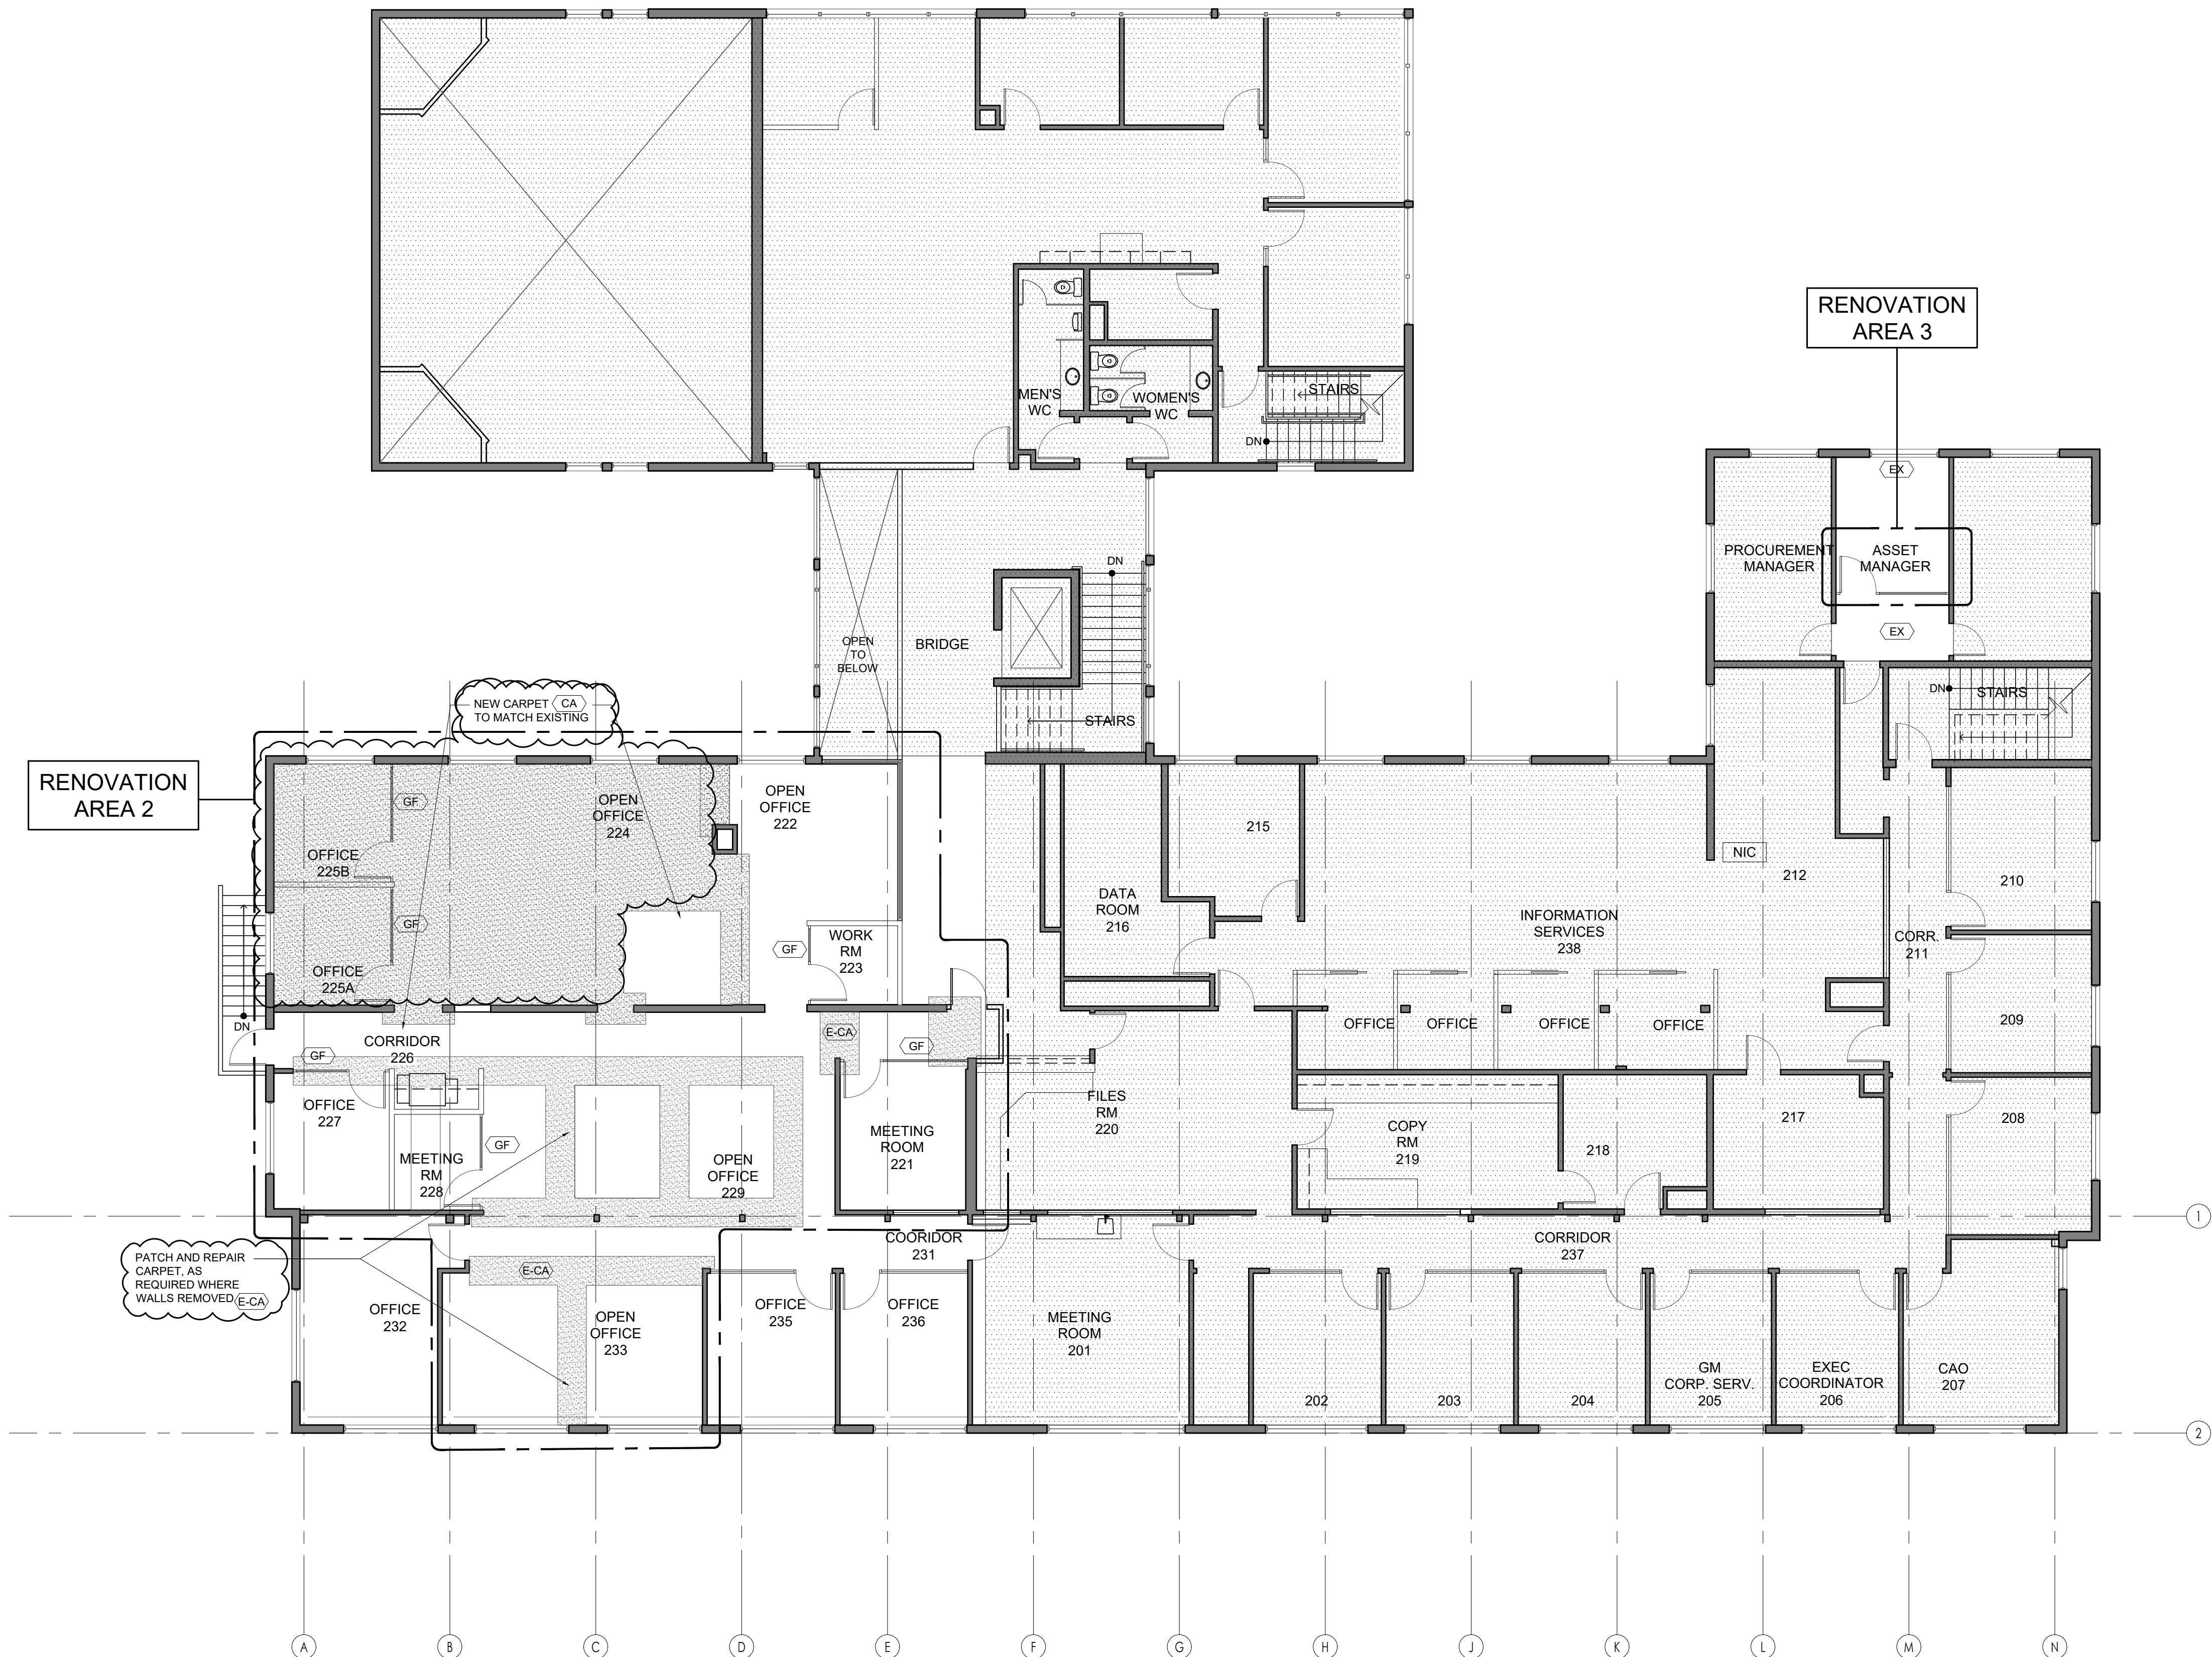 RENOVATION
AREA 3
MEN'S
WC
WOMEN'S
WC
STAIRS
DN
EX
PROCUREMENT
MANAGER
ASSET
MANAGER
EX
DN
OPEN
TO
BELOW
BRIDGE
STAIRS
DN
STAIRS
NEW CARPET CA
TO MATCH EXISTING
RENOVATION
AREA 2
GF
OPEN
OFFICE
224
OPEN
OFFICE
222
OFFICE
225B
GF
OFFICE
225A
GF
WORK
RM
223
DN
215
DATA
ROOM
216
NIC
212
INFORMATION
SERVICES
238
210
CORR.
211
209
OFFICE
OFFICE
OFFICE
OFFICE
CORRIDOR
226
GF
E-CA
GF
OFFICE
227
MEETING
RM
228
GF
OPEN
OFFICE
229
MEETING
ROOM
221
FILES
RM
220
COPY
RM
219
218
217
208
1
COORIDOR
231
CORRIDOR
237
PATCH AND REPAIR
CARPET, AS
REQUIRED WHERE
WALLS REMOVED E-CA
E-CA
OFFICE
232
OPEN
OFFICE
233
OFFICE
235
OFFICE
236
MEETING
ROOM
201
202
203
204
GM
CORP. SERV.
205
EXEC
COORDINATOR
206
CAO
207
2
A
B
C
D
E
F
G
H
J
K
L
M
N